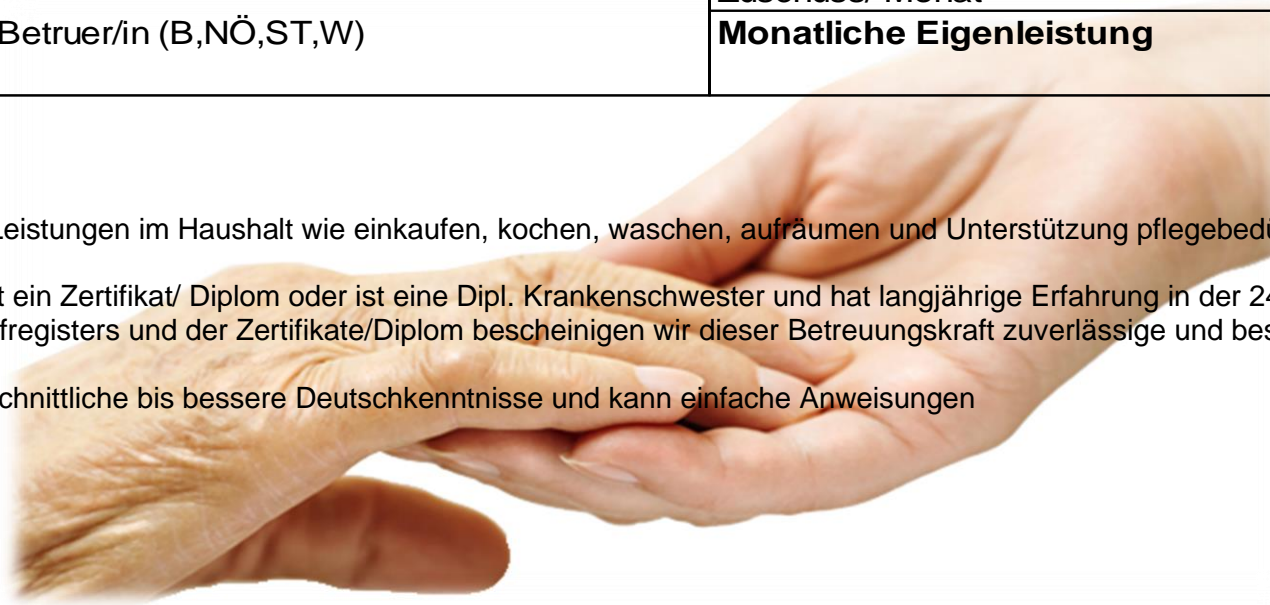 Zuschuss/ Monat
Betruer/in (B,NÖ,ST,W) Monatliche Eigenleistung
Leistungen im Haushalt wie einkaufen, kochen, waschen, aufräumen und Unterstützung pflegebedü
t ein Zertifikat/ Diplom oder ist eine Dipl. Krankenschwester und hat langjährige Erfahrung in der 24
fregisters und der Zertifikate/Diplom bescheinigen wir dieser Betreuungskraft zuverlässige und bes
chnittliche bis bessere Deutschkenntnisse und kann einfache Anweisungen